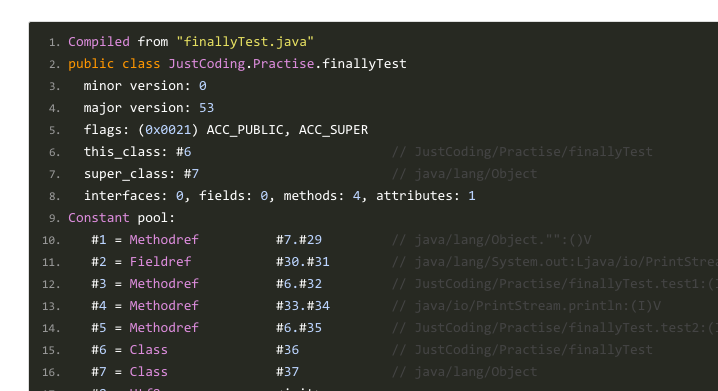 1. Compiled from "finallyTest.java"
2. public class JustCoding.Practise.finallyTest
3. minor version: 0
4. major version: 53
5. flags: (0x0021) ACC_PUBLIC, ACC_SUPER
6. this_class: #6 // JustCoding/Practise/finallyTest
7. super_class: #7 // java/lang/Object
8. interfaces: 0, fields: 0, methods: 4, attributes: 1
9. Constant pool:
10. #1 = Methodref #7.#29 // java/lang/Object."":()V
11. #2 = Fieldref #30.#31 // java/lang/System.out:Ljava/io/PrintStrea
12. #3 = Methodref #6.#32 // JustCoding/Practise/finallyTest.test1:(
13. #4 = Methodref #33.#34 // java/io/PrintStream.println:(I)V
14. #5 = Methodref #6.#35 // JustCoding/Practise/finallyTest.test2:(
15. #6 = Class #36 // JustCoding/Practise/finallyTest
16. #7 = Class #37 // java/lang/Object